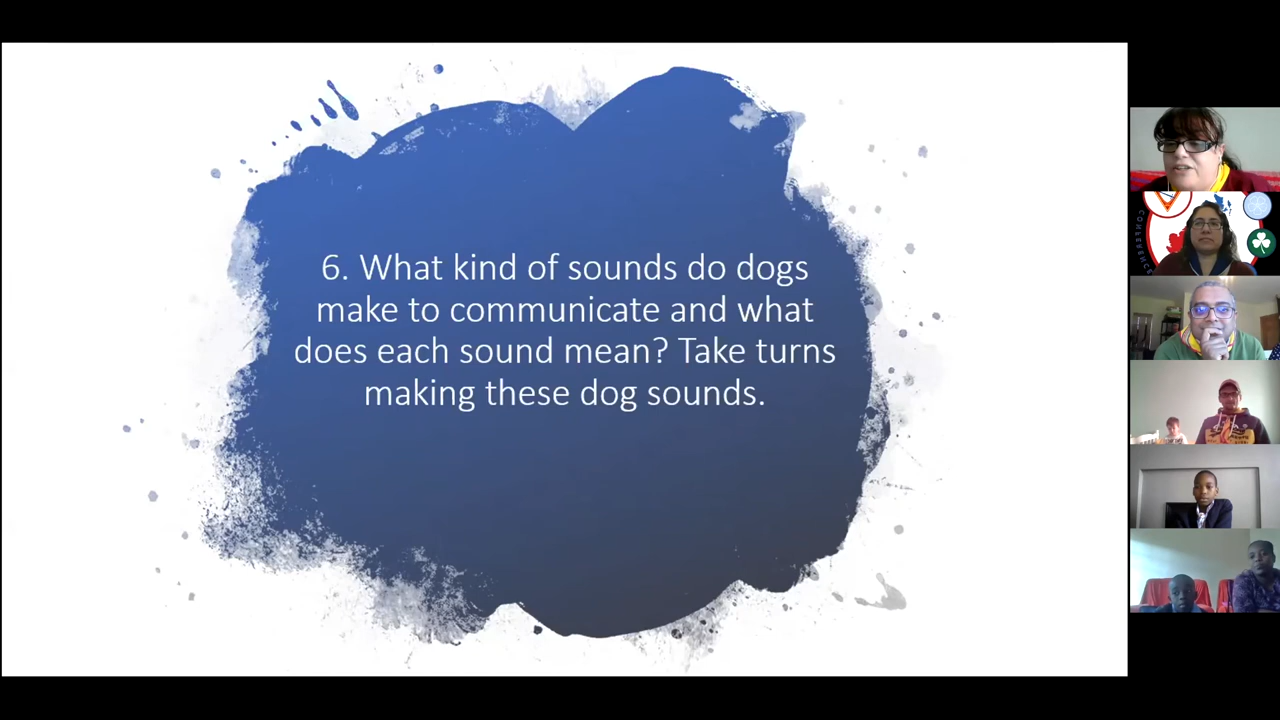 6. What kind of sounds do dogs
make to communicate and what
does each sound mean? Take turns
making these dog sounds.